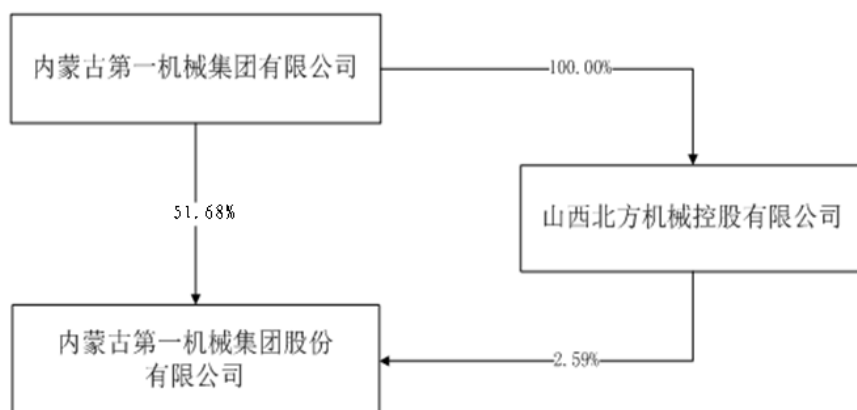 内蒙古第一机械集团有限公司
100.00%
51.68%
山西北方机械控股有限公司
内蒙古第一机械集团股份
有限公司
2.59%